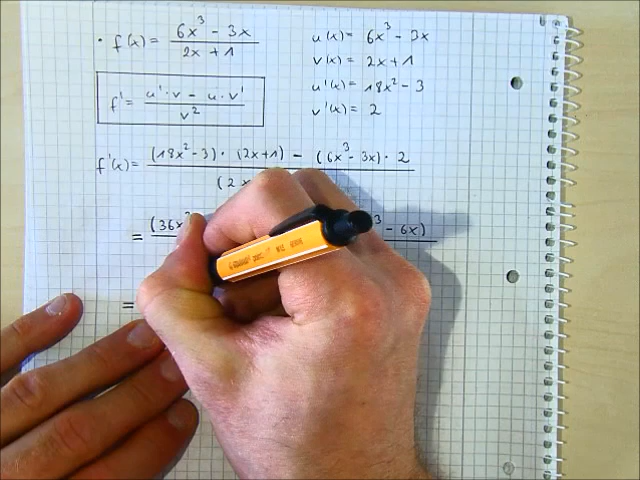 · f(x) = (6x³ - 3x) / (2x + 1)
u(x) = 6x³ - 3x
v(x) = 2x + 1
u'(x) = 18x² - 3
v'(x) = 2
f' = (u'·v - u·v') / v²
f'(x) = ((18x² - 3) · (2x + 1) - (6x³ - 3x) · 2) / (2x
= (36x - 6x)
=